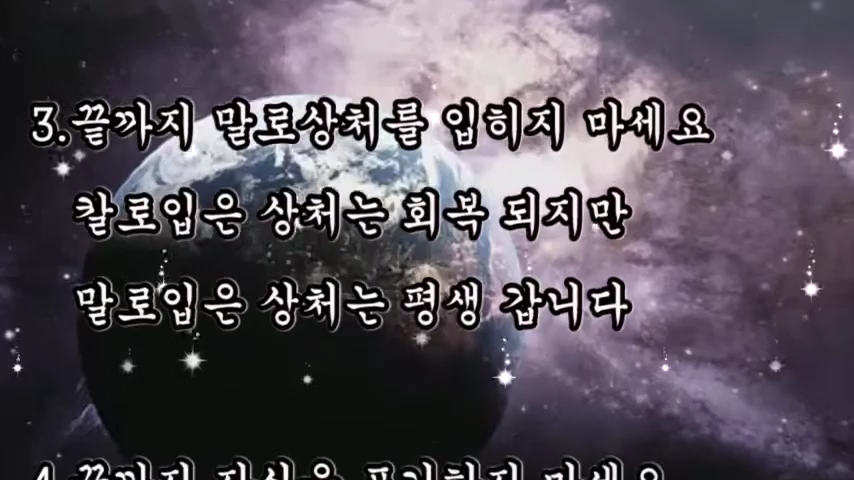 3.끝까지 말로상처를 입히지 마세요
칼로입은 상처는 회복 되지만
말로입은 상처는 평생 갑니다
4.끝까지 자신을 포기하지 마세요